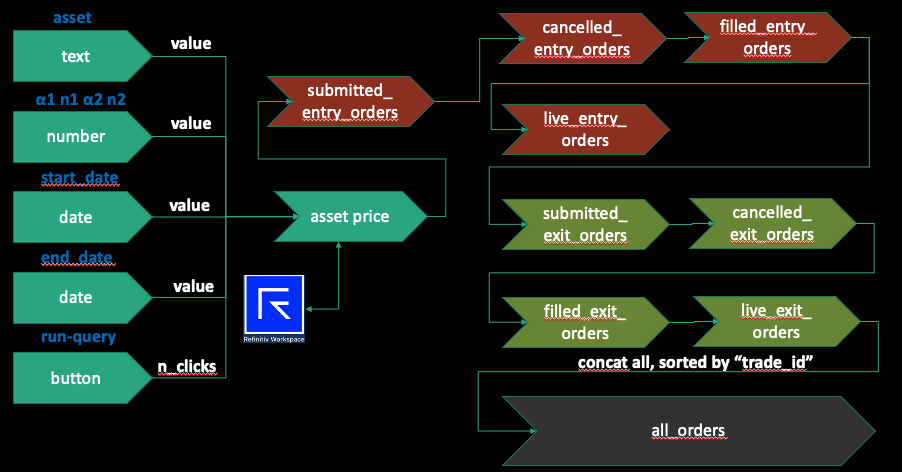 asset
text
value
α1 n1 α2 n2
number
value
start_date
date
value
end_date
date
value
run-query
button
n_clicks
Refinitiv Workspace
asset price
submitted_
entry_orders
cancelled_
entry_orders
filled_entry_
orders
live_entry_
orders
submitted_
exit_orders
cancelled_
exit_orders
filled_exit_
orders
live_exit_
orders
concat all, sorted by “trade_id”
all_orders